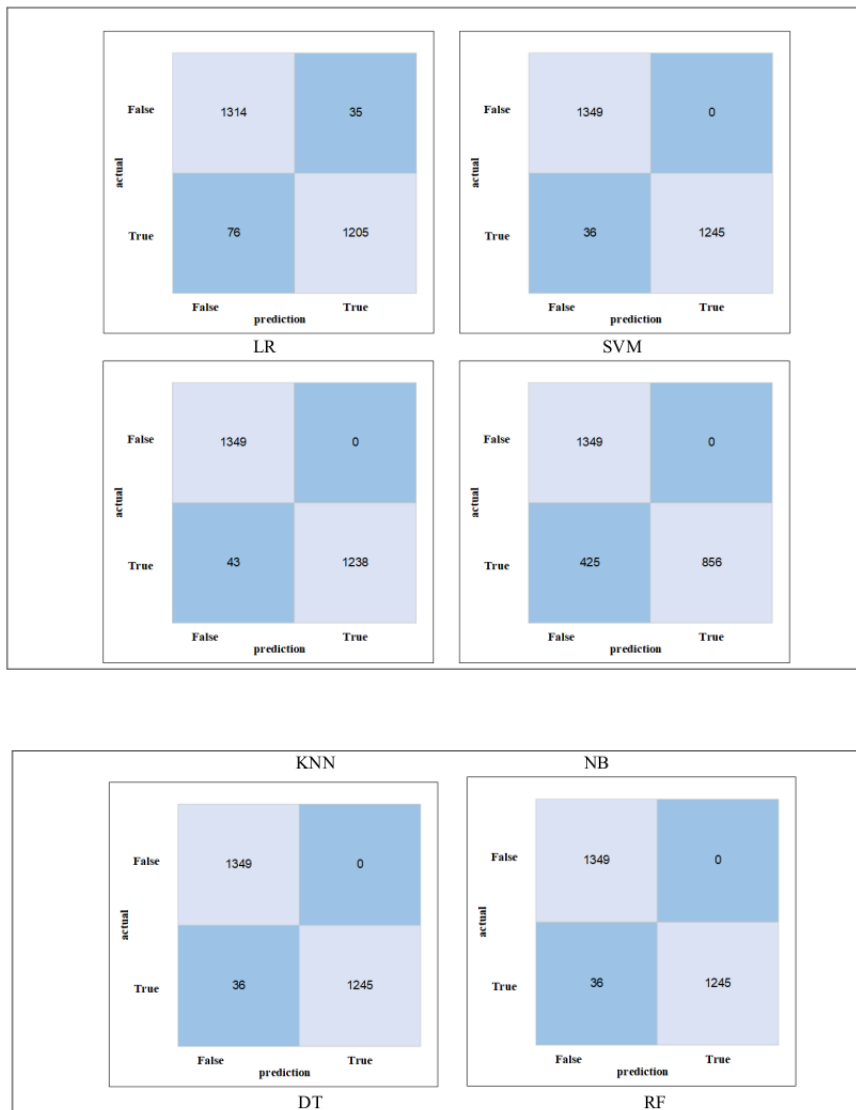 False 1314 35
actual
True 76 1205
False True
prediction
LR
False 1349 0
actual
True 36 1245
False True
prediction
SVM
False 1349 0
actual
True 43 1238
False True
prediction
False 1349 0
actual
True 425 856
False True
prediction
KNN NB
False 1349 0
actual
True 36 1245
False True
prediction
DT
False 1349 0
actual
True 36 1245
False True
prediction
RF